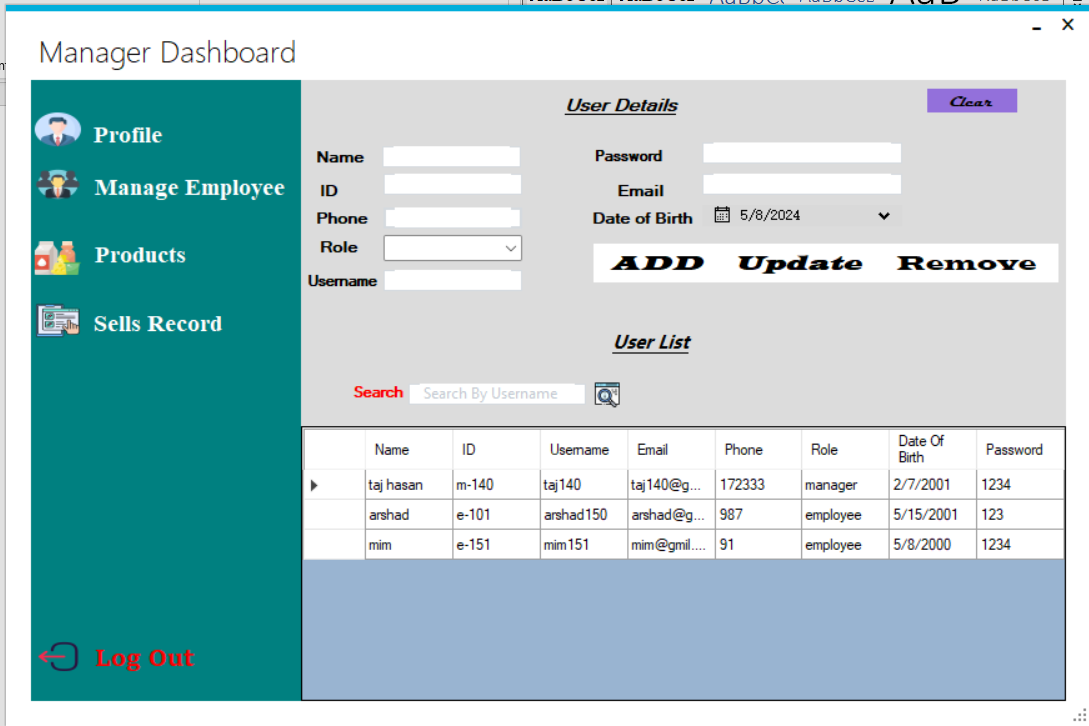 Manager Dashboard
Profile
Manage Employee
Products
Sells Record
Log Out
User Details
Clear
Name
ID
Phone
Role
Username
Password
Email
Date of Birth 5/8/2024
ADD Update Remove
User List
Search Search By Username
Name ID Username Email Phone Role Date Of Birth Password
taj hasan m-140 taj140 taj140@g... 172333 manager 2/7/2001 1234
arshad e-101 arshad150 arshad@g... 987 employee 5/15/2001 123
mim e-151 mim151 mim@gmil.... 91 employee 5/8/2000 1234